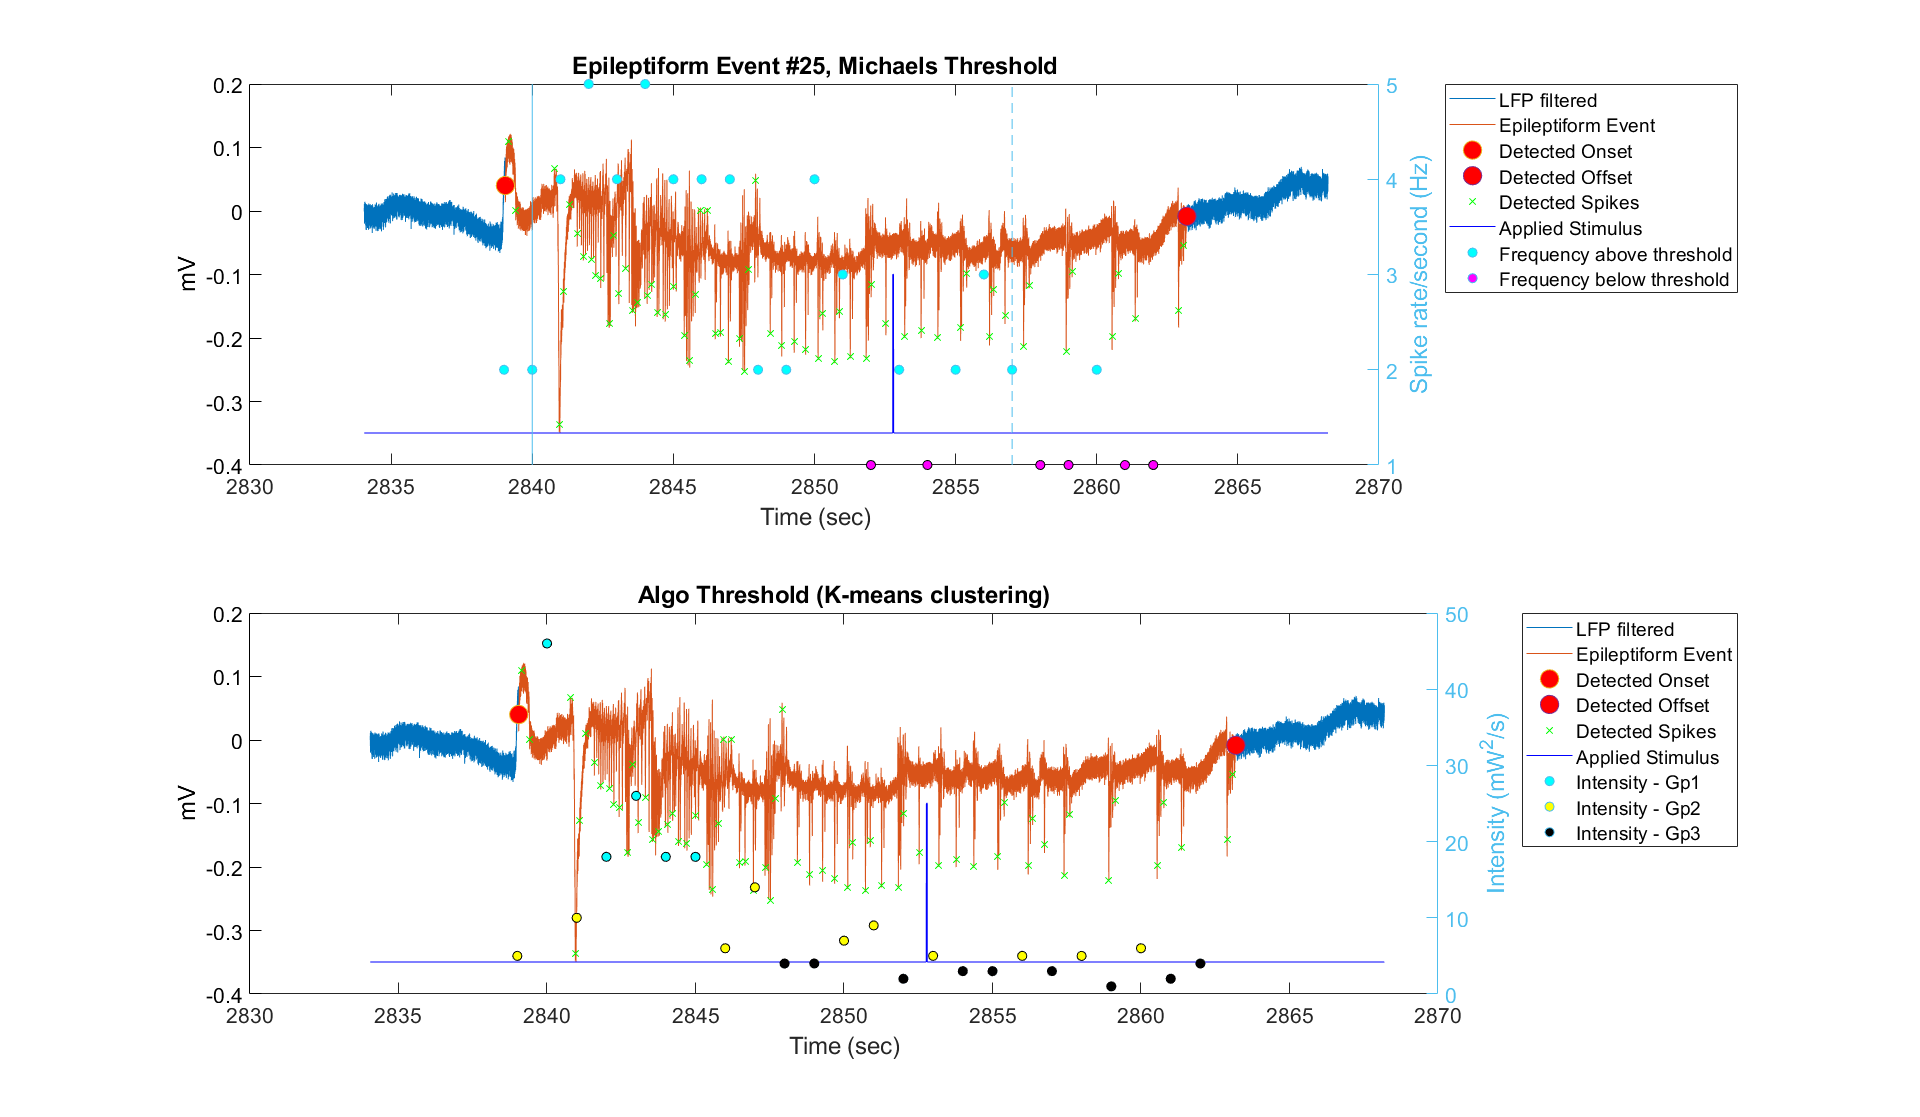 Epileptiform Event #25, Michaels Threshold
0.2
0.1
0
-0.1
-0.2
-0.3
-0.4
mV
2830 2835 2840 2845 2850 2855 2860 2865 2870
Time (sec)
5
4
3
2
1
Spike rate/second (Hz)
LFP filtered
Epileptiform Event
Detected Onset
Detected Offset
Detected Spikes
Applied Stimulus
Frequency above threshold
Frequency below threshold
Algo Threshold (K-means clustering)
0.2
0.1
0
-0.1
-0.2
-0.3
-0.4
mV
2830 2835 2840 2845 2850 2855 2860 2865 2870
Time (sec)
50
40
30
20
10
0
Intensity (mW²/s)
LFP filtered
Epileptiform Event
Detected Onset
Detected Offset
Detected Spikes
Applied Stimulus
Intensity - Gp1
Intensity - Gp2
Intensity - Gp3